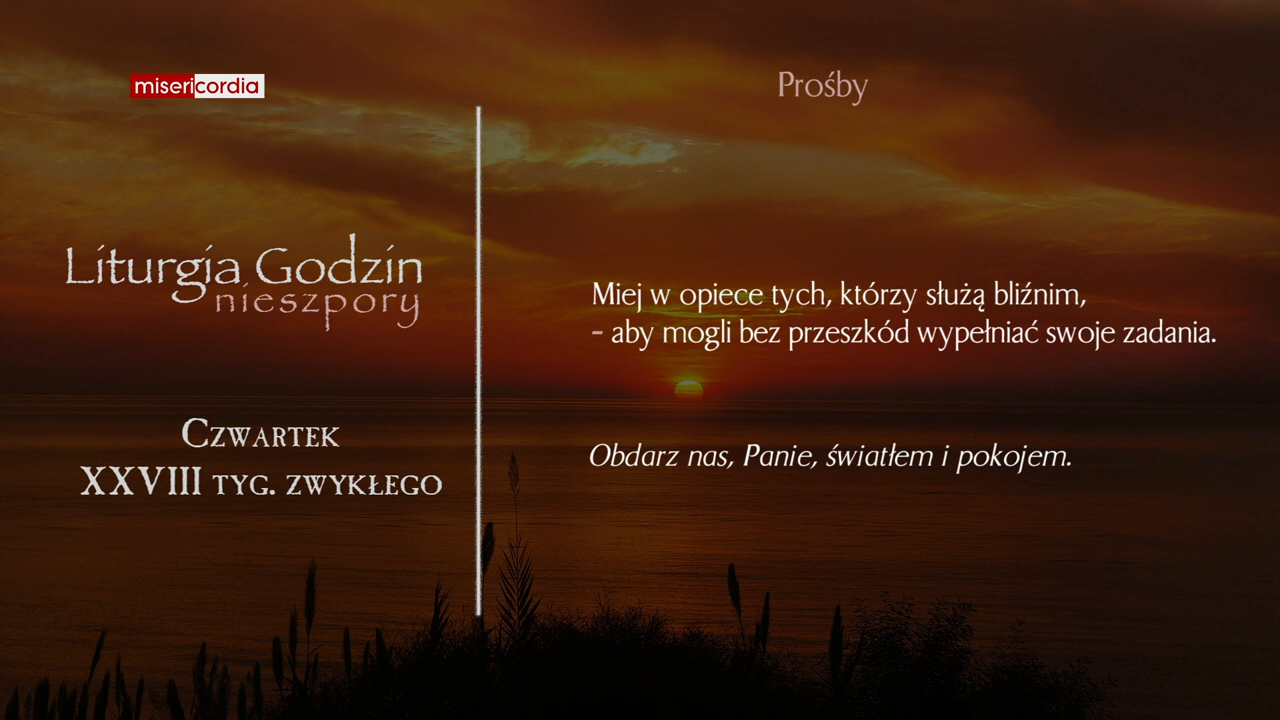 misericordia
Liturgia Godzin
nieszpory
Czwartek
XXVIII tyg. zwykłego
Prośby
Miej w opiece tych, którzy służą bliźnim,
- aby mogli bez przeszkód wypełniać swoje zadania.
Obdarz nas, Panie, światłem i pokojem.